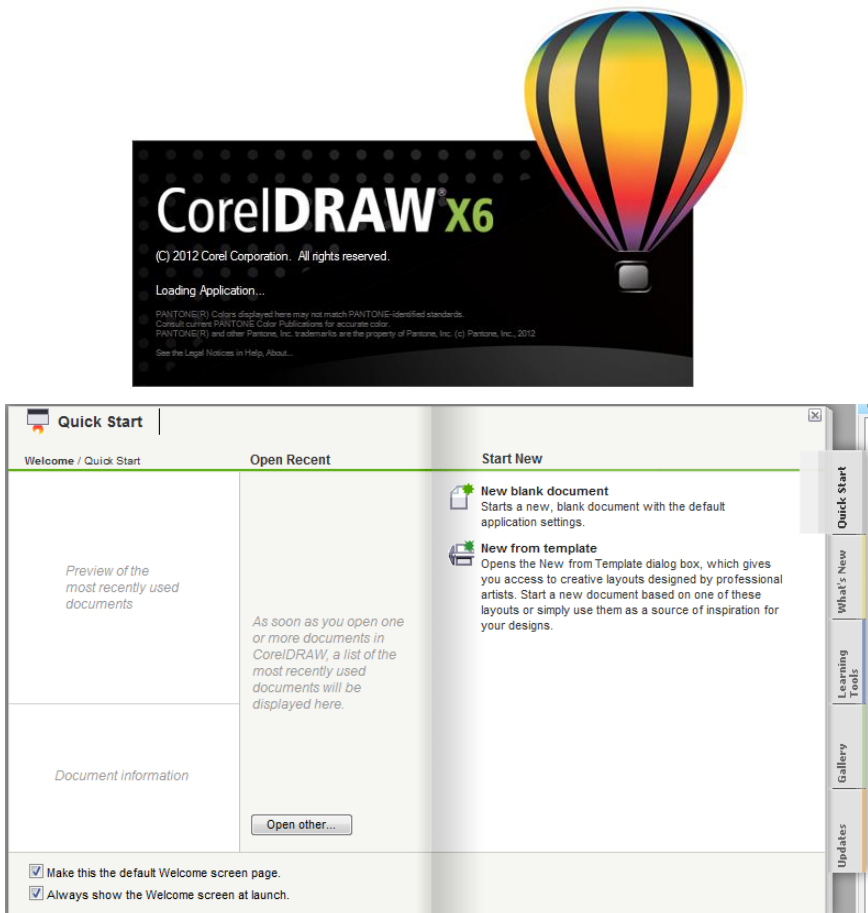 CorelDRAW® X6
(C) 2012 Corel Corporation.  All rights reserved.
Loading Application...
PANTONE(R) Colors displayed here may not match PANTONE-identified standards.
Consult current PANTONE Color Publications for accurate color.
PANTONE(R) and other Pantone, Inc. trademarks are the property of Pantone, Inc. (c) Pantone, Inc., 2012
See the Legal Notices in Help, About...
Quick Start
Welcome / Quick Start
Preview of the
most recently used
documents
Document information
Open Recent
As soon as you open one
or more documents in
CorelDRAW, a list of the
most recently used
documents will be
displayed here.
Open other...
Start New
New blank document
Starts a new, blank document with the default
application settings.
New from template
Opens the New from Template dialog box, which gives
you access to creative layouts designed by professional
artists. Start a new document based on one of these
layouts or simply use them as a source of inspiration for
your designs.
Quick Start
What's New
Learning
Tools
Gallery
Updates
Make this the default Welcome screen page.
Always show the Welcome screen at launch.